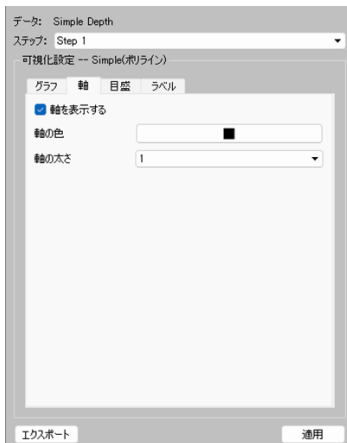 データ: Simple Depth
ステップ: Step 1
可視化設定 -- Simple(ポリライン)
グラフ 軸 目盛 ラベル
軸を表示する
軸の色
軸の太さ 1
エクスポート 適用